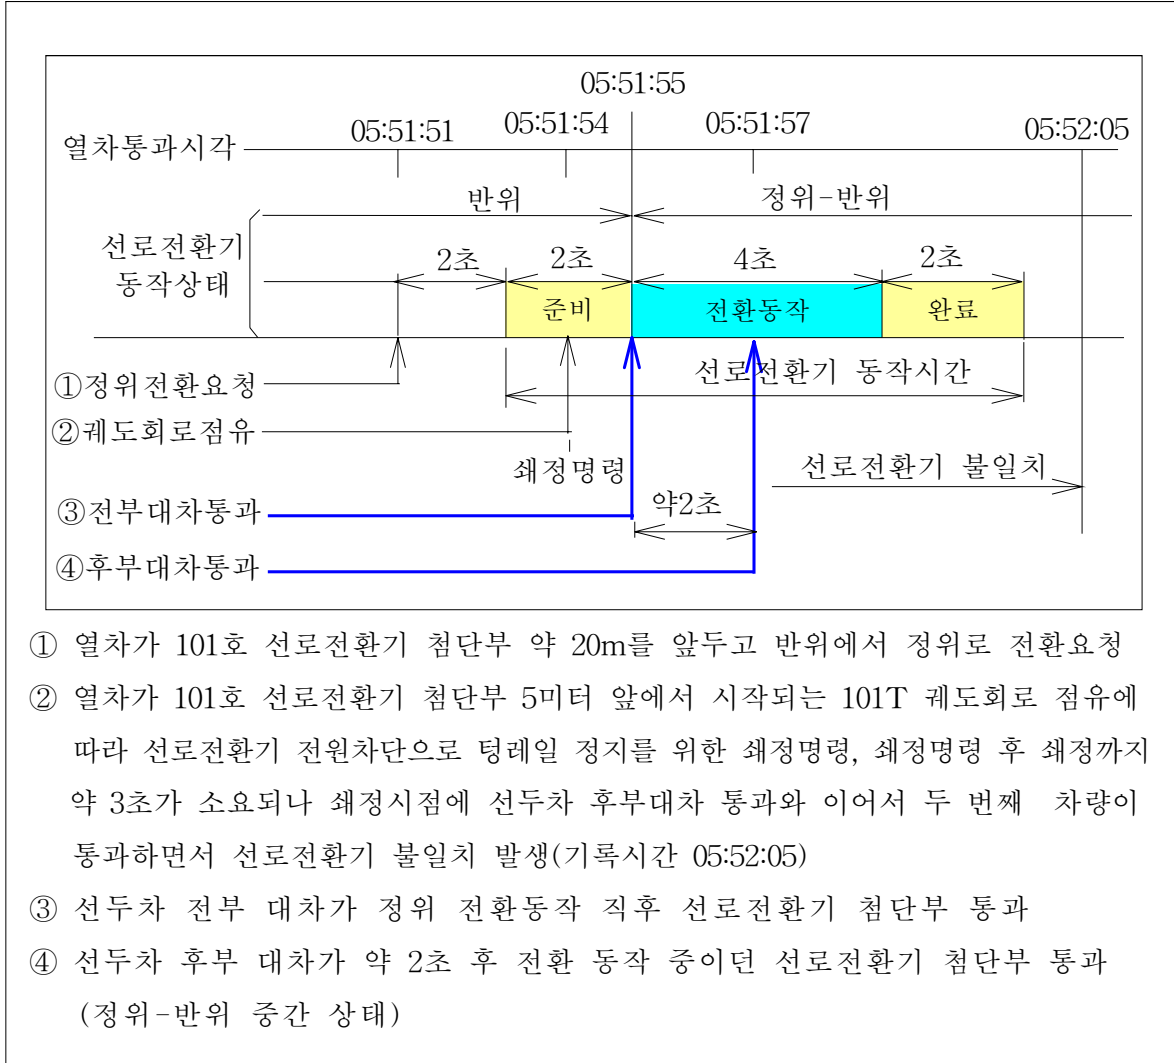 05:51:55
05:51:51 05:51:54 05:51:57 05:52:05
열차통과시각
반위 정위-반위
선로전환기
동작상태
2초 2초 4초 2초
준비 전환동작 완료
①정위전환요청
선로전환기 동작시간
②궤도회로점유
쇄정명령
선로전환기 불일치
③전부대차통과
약2초
④후부대차통과
① 열차가 101호 선로전환기 첨단부 약 20m를 앞두고 반위에서 정위로 전환요청
② 열차가 101호 선로전환기 첨단부 5미터 앞에서 시작되는 101T 궤도회로 점유에
따라 선로전환기 전원차단으로 텅레일 정지를 위한 쇄정명령, 쇄정명령 후 쇄정까지
약 3초가 소요되나 쇄정시점에 선두차 후부대차 통과와 이어서 두 번째 차량이
통과하면서 선로전환기 불일치 발생(기록시간 05:52:05)
③ 선두차 전부 대차가 정위 전환동작 직후 선로전환기 첨단부 통과
④ 선두차 후부 대차가 약 2초 후 전환 동작 중이던 선로전환기 첨단부 통과
(정위-반위 중간 상태)